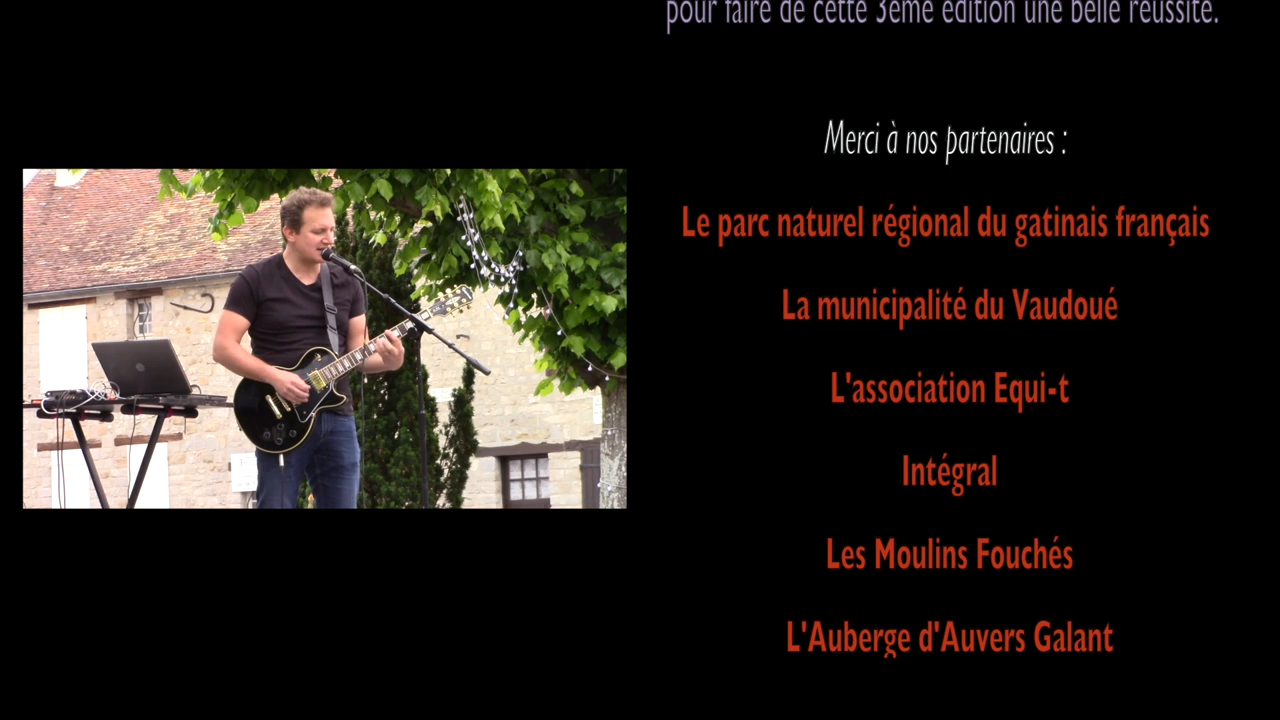 pour faire de cette 3ème édition une belle réussite.
Merci à nos partenaires :
Le parc naturel régional du gatinais français
La municipalité du Vaudoué
L'association Equi-t
Intégral
Les Moulins Fouchés
L'Auberge d'Auvers Galant